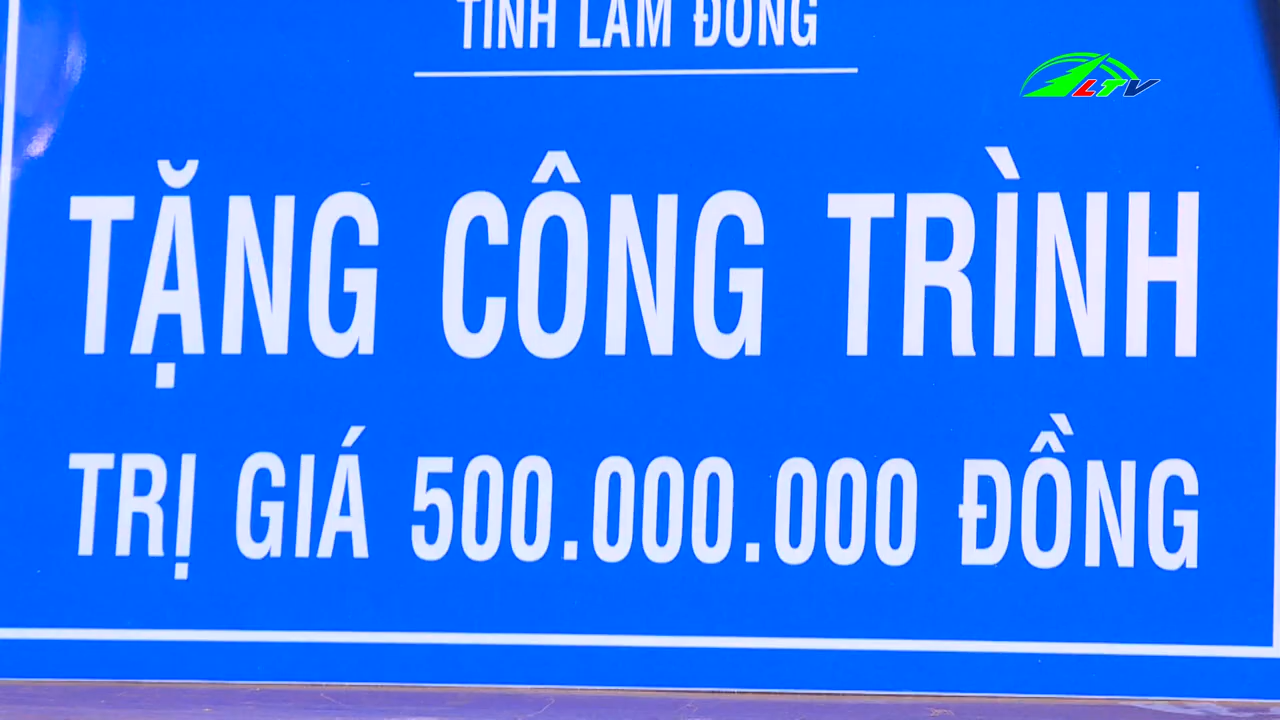 TỈNH LÂM ĐỒNG
LTV
TẶNG CÔNG TRÌNH
TRỊ GIÁ 500.000.000 ĐỒNG